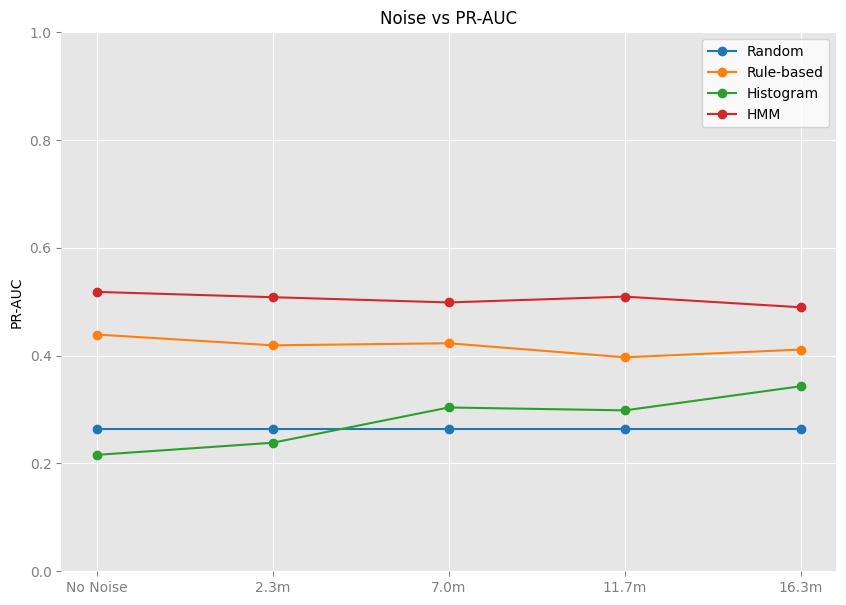 Noise vs PR-AUC
Random
Rule-based
Histogram
HMM
PR-AUC
1.0
0.8
0.6
0.4
0.2
0.0
No Noise 2.3m 7.0m 11.7m 16.3m